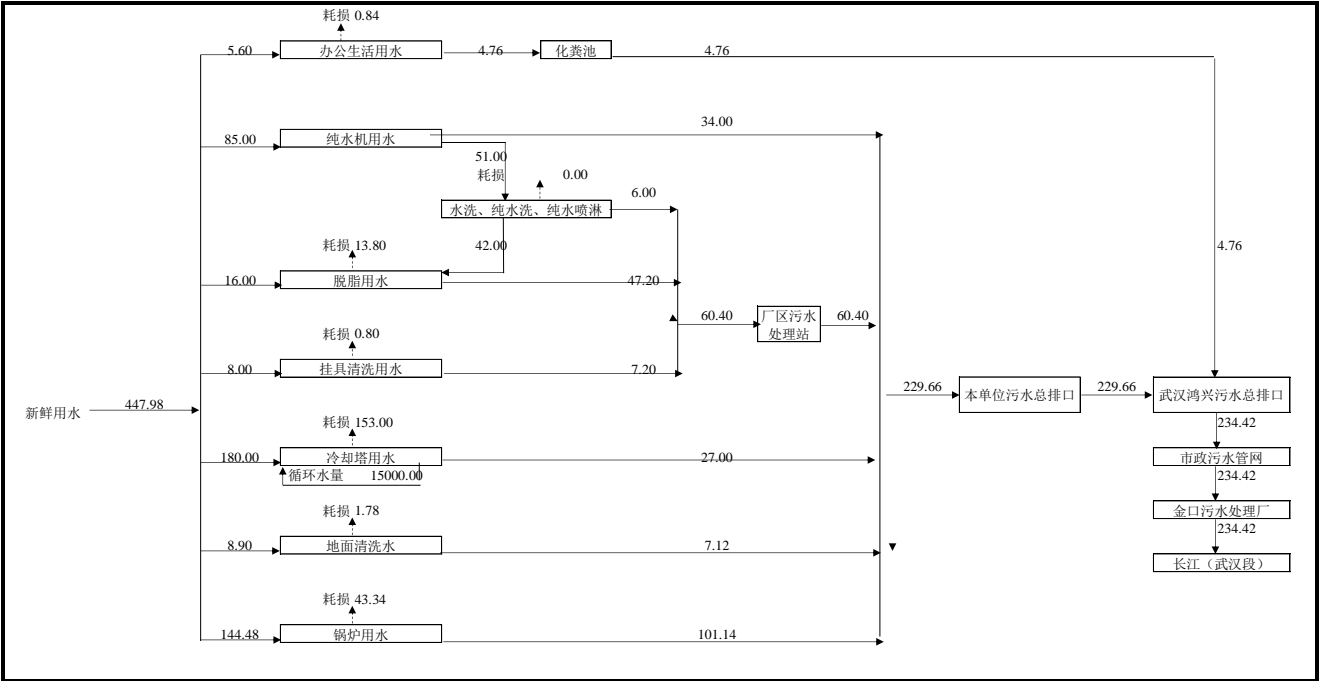 耗损 0.84
5.60
办公生活用水
4.76
化粪池
4.76
34.00
85.00
纯水机用水
51.00
耗损
0.00
6.00
水洗、纯水洗、纯水喷淋
耗损 13.80
42.00
4.76
16.00
脱脂用水
47.20
60.40
厂区污水
处理站
60.40
耗损 0.80
8.00
挂具清洗用水
7.20
新鲜用水
447.98
229.66
本单位污水总排口
229.66
武汉鸿兴污水总排口
耗损 153.00
234.42
180.00
冷却塔用水
27.00
市政污水管网
循环水量 15000.00
234.42
耗损 1.78
金口污水处理厂
234.42
8.90
地面清洗水
7.12
长江（武汉段）
耗损 43.34
144.48
锅炉用水
101.14